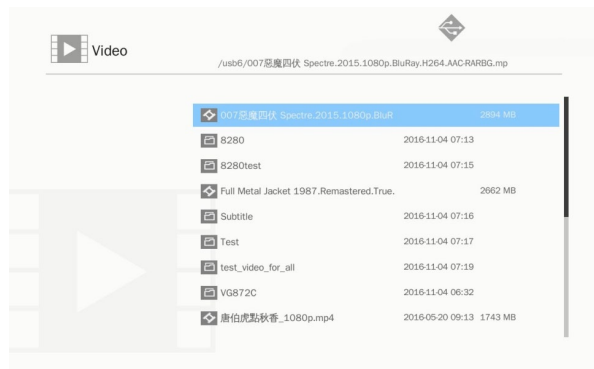 Video
/usb6/007惡魔四伏 Spectre.2015.1080p.BluRay.H264.AAC-RARBG.mp
007惡魔四伏 Spectre.2015.1080p.BluR 2894 MB
8280 2016-11-04 07:13
8280test 2016-11-04 07:15
Full Metal Jacket 1987.Remastered.True. 2662 MB
Subtitle 2016-11-04 07:16
Test 2016-11-04 07:17
test_video_for_all 2016-11-04 07:19
VG872C 2016-11-04 06:32
唐伯虎點秋香_1080p.mp4 2016-05-20 09:13 1743 MB